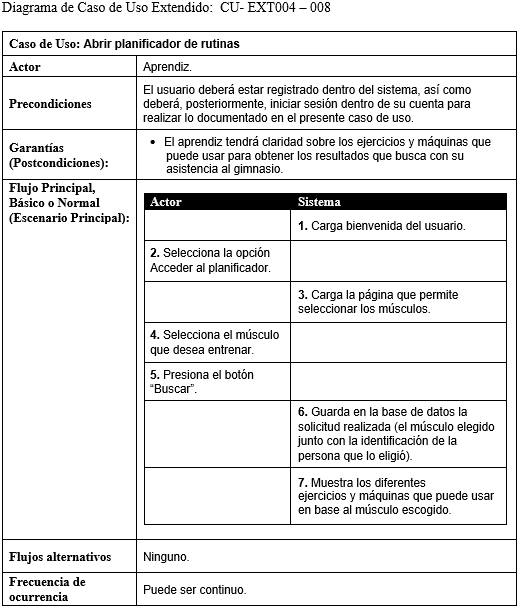 Diagrama de Caso de Uso Extendido: CU- EXT004 – 008
Caso de Uso: Abrir planificador de rutinas
Actor
Aprendiz.
Precondiciones
El usuario deberá estar registrado dentro del sistema, así como
deberá, posteriormente, iniciar sesión dentro de su cuenta para
realizar lo documentado en el presente caso de uso.
Garantías
(Postcondiciones):
• El aprendiz tendrá claridad sobre los ejercicios y máquinas que
puede usar para obtener los resultados que busca con su
asistencia al gimnasio.
Flujo Principal,
Básico o Normal
(Escenario Principal):
Actor
Sistema
1. Carga bienvenida del usuario.
2. Selecciona la opción
Acceder al planificador.
3. Carga la página que permite
seleccionar los músculos.
4. Selecciona el músculo
que desea entrenar.
5. Presiona el botón
“Buscar”.
6. Guarda en la base de datos la
solicitud realizada (el músculo elegido
junto con la identificación de la
persona que lo eligió).
7. Muestra los diferentes
ejercicios y máquinas que puede usar
en base al músculo escogido.
Flujos alternativos
Ninguno.
Frecuencia de
ocurrencia
Puede ser continuo.